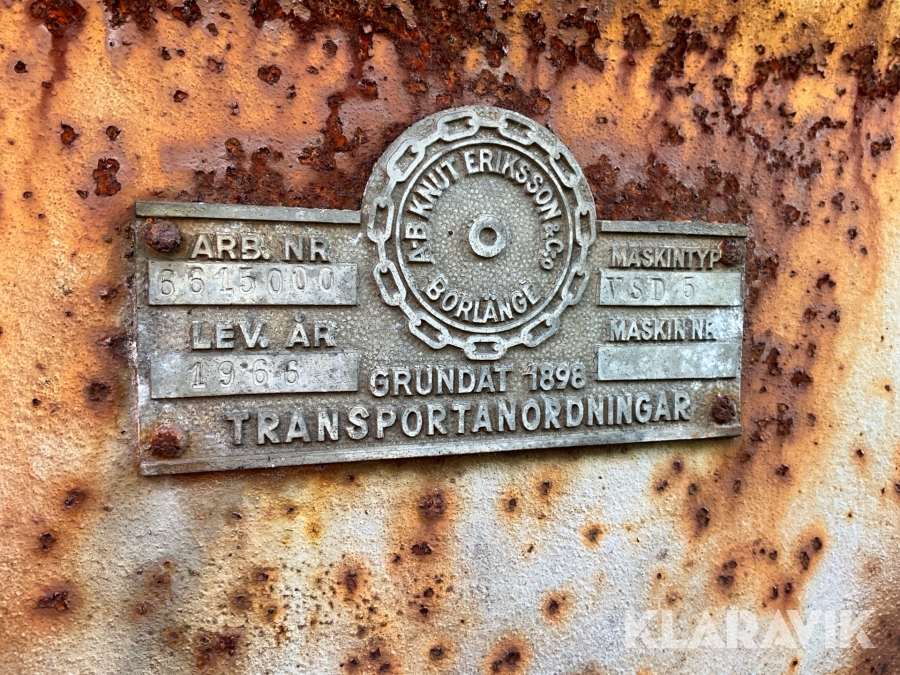 A-B KNUT ERIKSSON & Co
BORLÄNGE
ARB. NR
6615000
LEV. ÅR
1966
MASKINTYP
VSD 5
MASKIN NR
GRUNDAT 1898
TRANSPORTANORDNINGAR
KLARAVIK